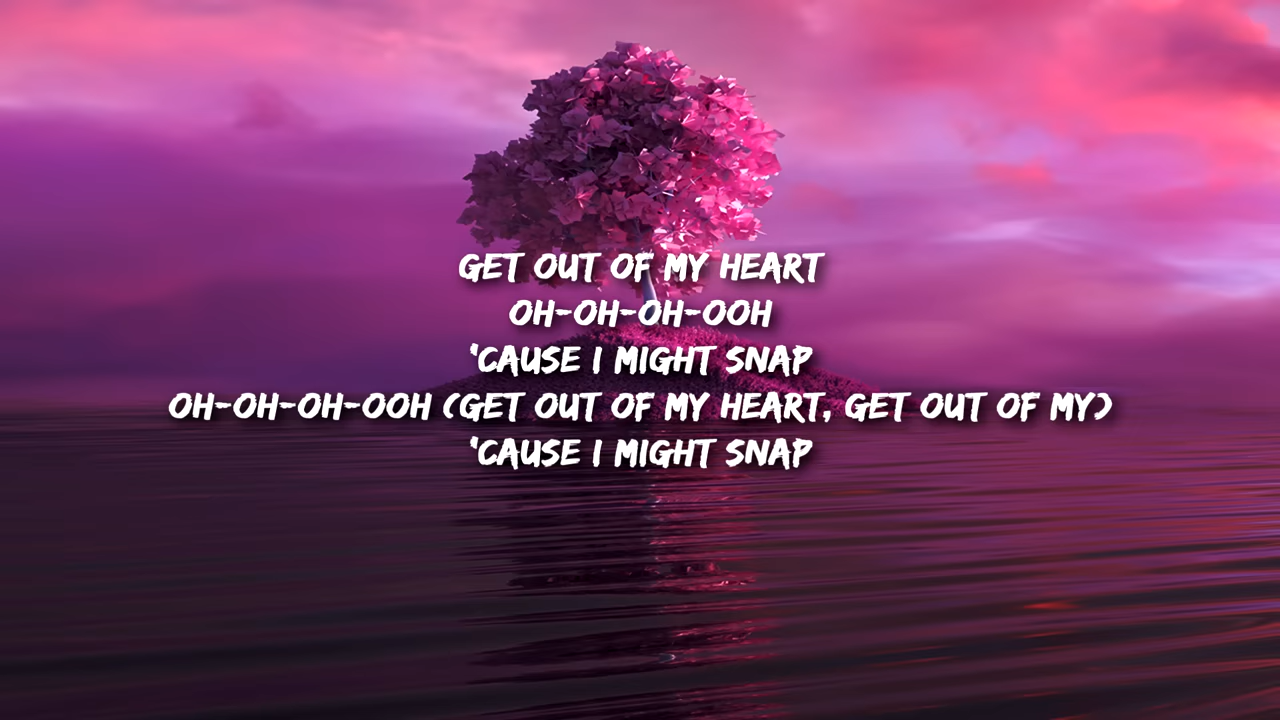 GET OUT OF MY HEART
OH-OH-OH-OOH
'CAUSE I MIGHT SNAP
OH-OH-OH-OOH (GET OUT OF MY HEART, GET OUT OF MY)
'CAUSE I MIGHT SNAP